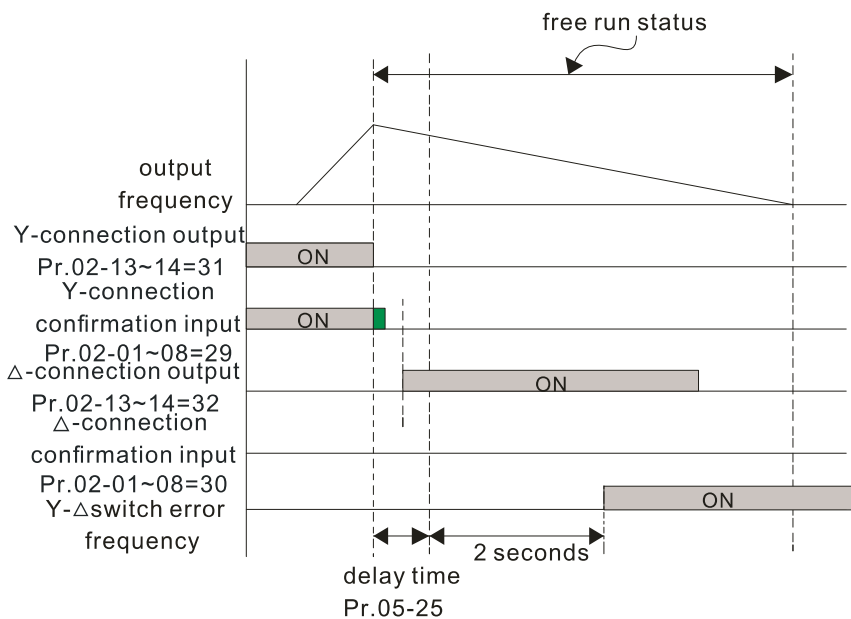 free run status
output
frequency
Y-connection output
ON
Pr.02-13~14=31
Y-connection
confirmation input
ON
Pr.02-01~08=29
△-connection output
ON
Pr.02-13~14=32
△-connection
confirmation input
Pr.02-01~08=30
ON
Y-△switch error
frequency
2 seconds
delay time
Pr.05-25